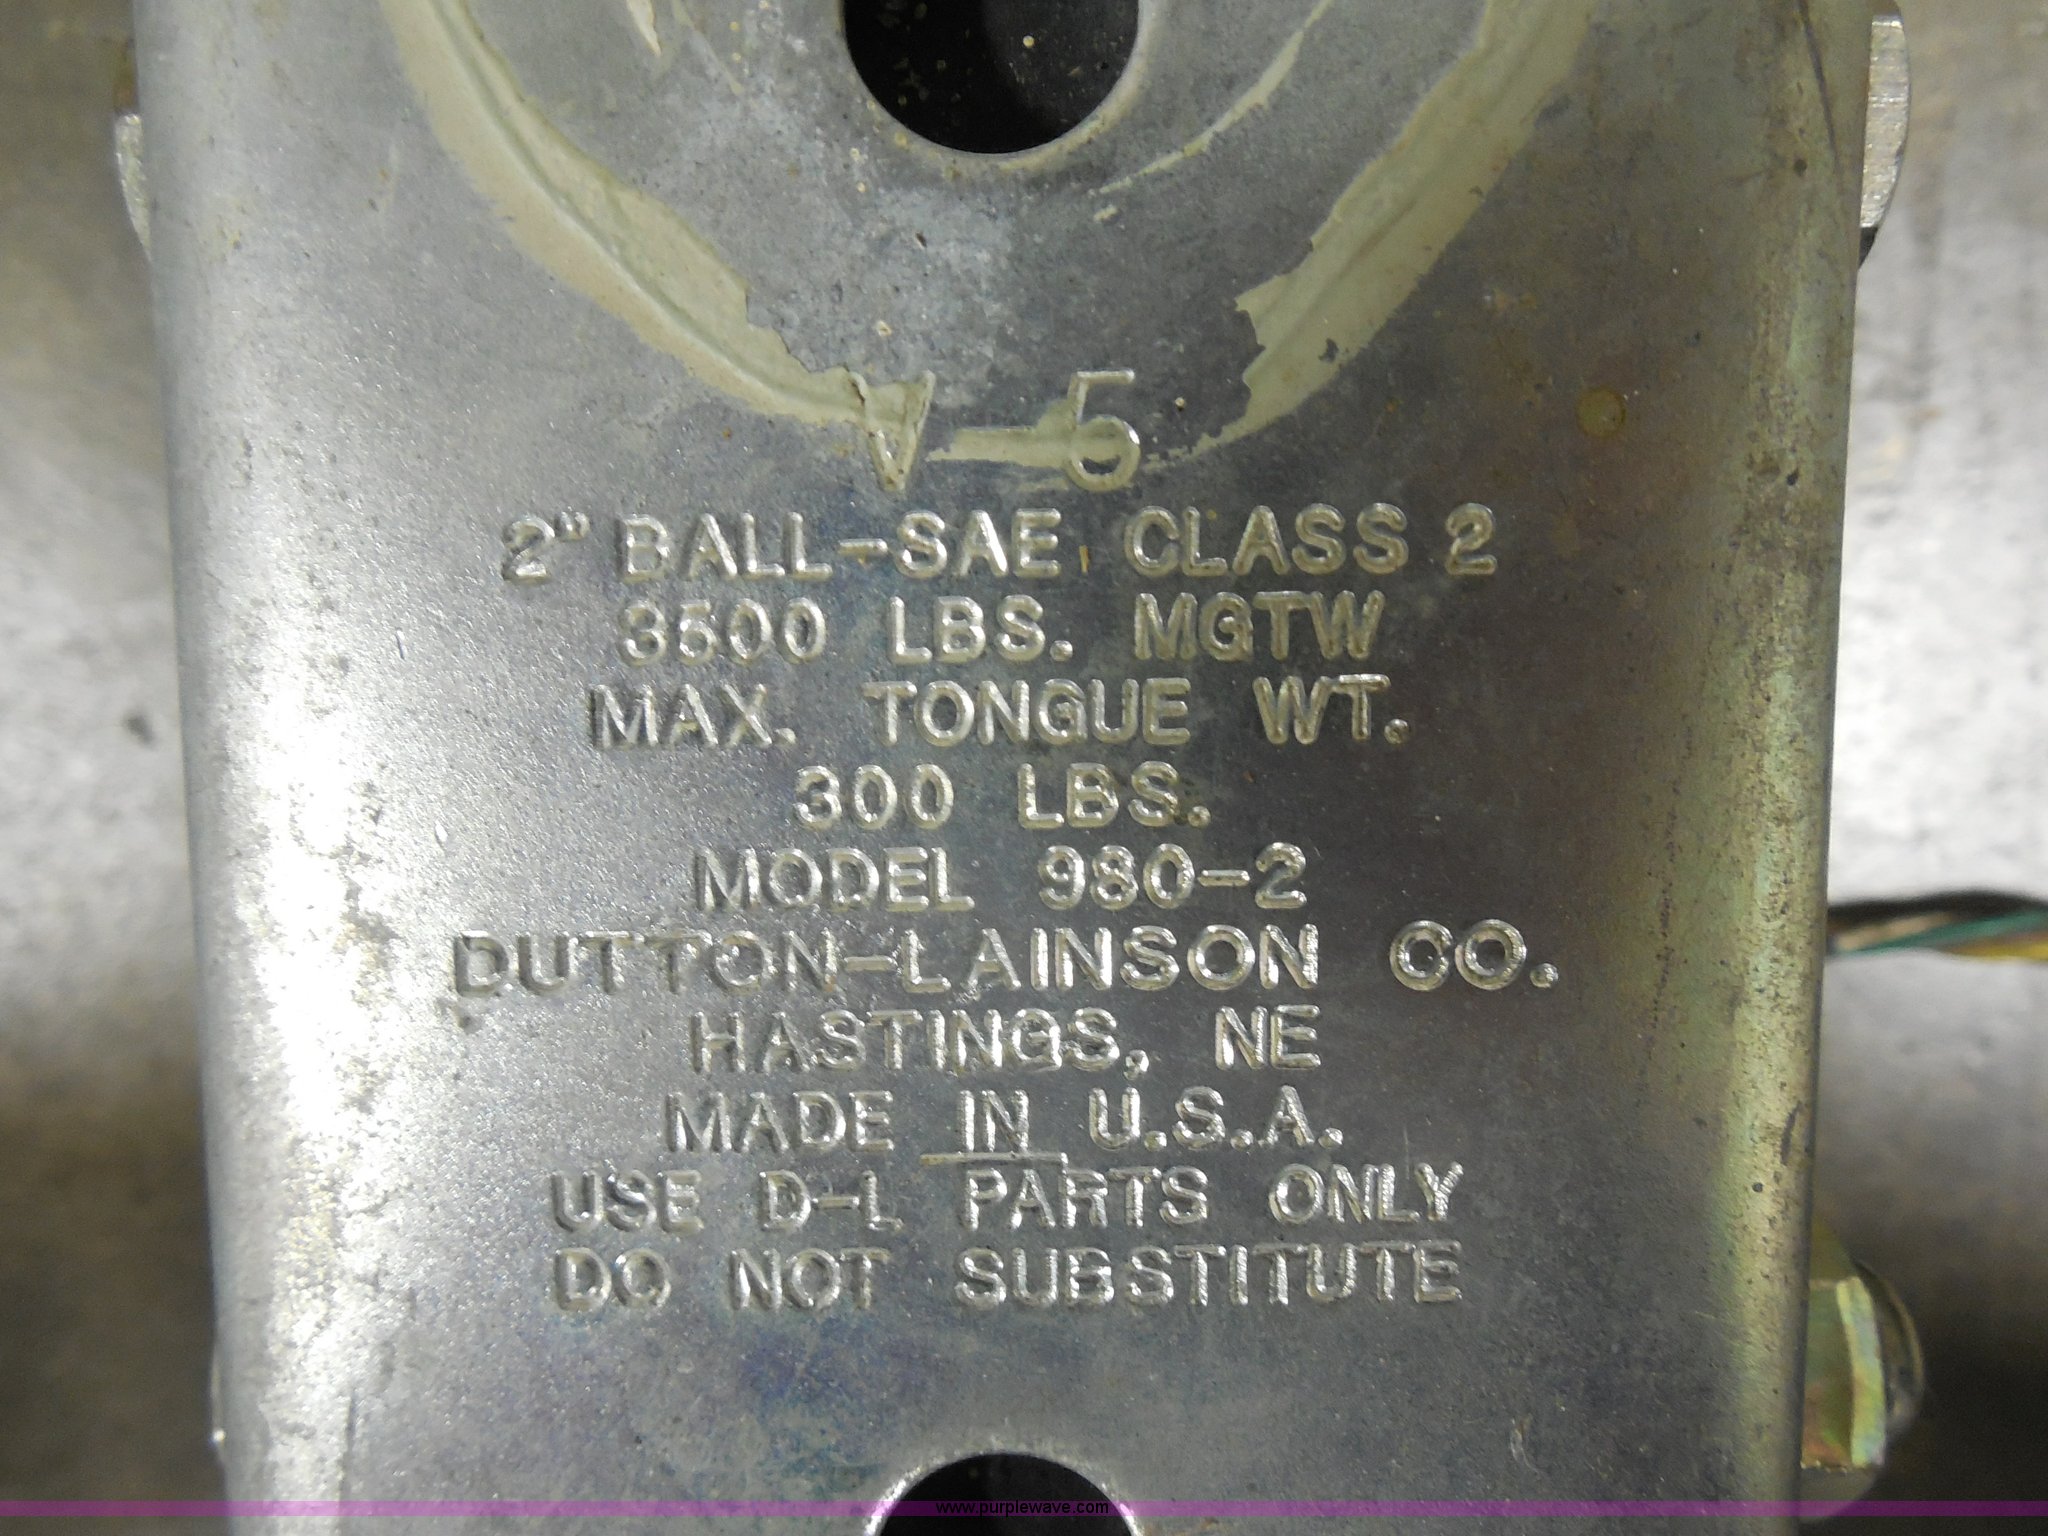 V-5
2" BALL-SAE CLASS 2
3500 LBS. MGTW
MAX. TONGUE WT.
300 LBS.
MODEL 980-2
DUTTON-LAINSON CO.
HASTINGS, NE
MADE IN U.S.A.
USE D-L PARTS ONLY
DO NOT SUBSTITUTE
www.purplewave.com